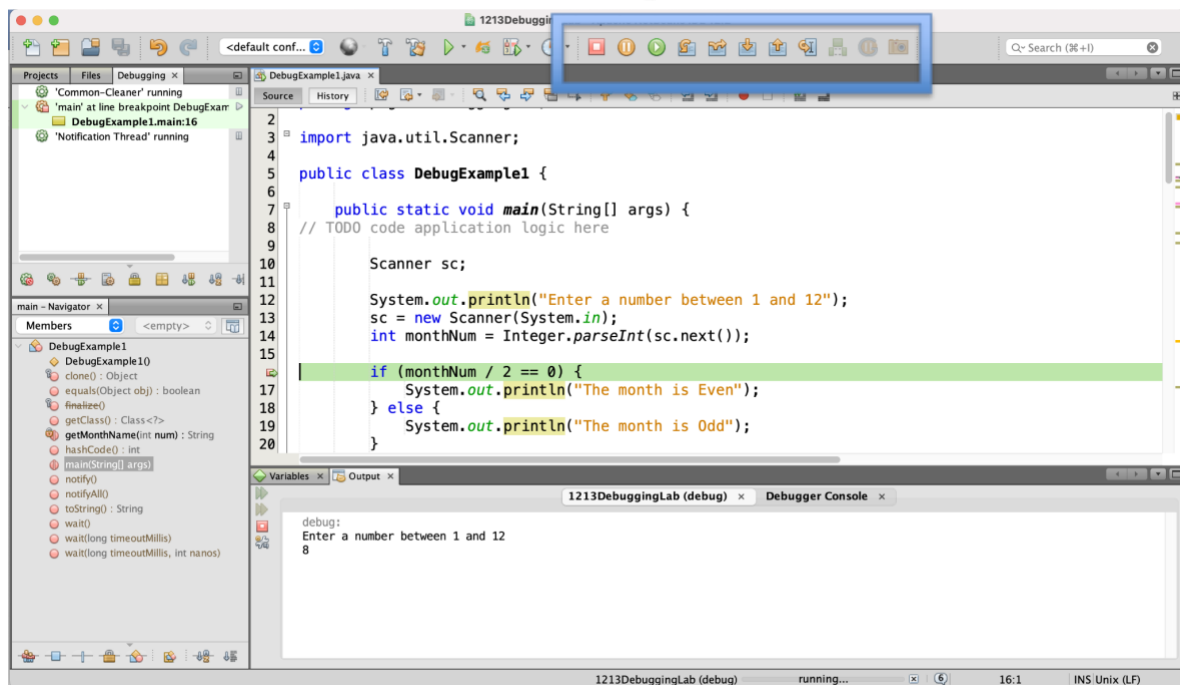 1213Debuggin
<default conf...
Search (⌘+I)
Projects Files Debugging ×
'Common-Cleaner' running
'main' at line breakpoint DebugExam
DebugExample1.main:16
'Notification Thread' running
main - Navigator ×
Members <empty>
DebugExample1
DebugExample1()
clone() : Object
equals(Object obj) : boolean
finalize()
getClass() : Class<?>
getMonthName(int num) : String
hashCode() : int
main(String[] args)
notify()
notifyAll()
toString() : String
wait()
wait(long timeoutMillis)
wait(long timeoutMillis, int nanos)
DebugExample1.java ×
Source History
2
3 import java.util.Scanner;
4
5 public class DebugExample1 {
6
7 public static void main(String[] args) {
8 // TODO code application logic here
9
10 Scanner sc;
11
12 System.out.println("Enter a number between 1 and 12");
13 sc = new Scanner(System.in);
14 int monthNum = Integer.parseInt(sc.next());
15
if (monthNum / 2 == 0) {
17 System.out.println("The month is Even");
18 } else {
19 System.out.println("The month is Odd");
20 }
Variables × Output ×
1213DebuggingLab (debug) × Debugger Console ×
debug:
Enter a number between 1 and 12
8
1213DebuggingLab (debug) running... 6 16:1 INS Unix (LF)